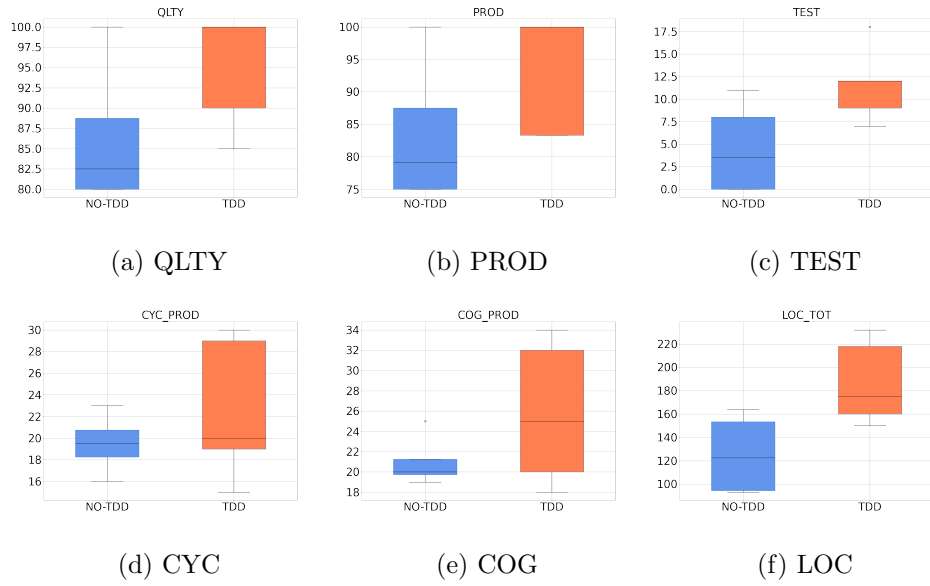 QLTY
100.0
97.5
95.0
92.5
90.0
87.5
85.0
82.5
80.0
NO-TDD TDD
(a) QLTY
PROD
100
95
90
85
80
75
NO-TDD TDD
(b) PROD
TEST
17.5
15.0
12.5
10.0
7.5
5.0
2.5
0.0
NO-TDD TDD
(c) TEST
CYC_PROD
30
28
26
24
22
20
18
16
NO-TDD TDD
(d) CYC
COG_PROD
34
32
30
28
26
24
22
20
18
NO-TDD TDD
(e) COG
LOC_TOT
220
200
180
160
140
120
100
NO-TDD TDD
(f) LOC